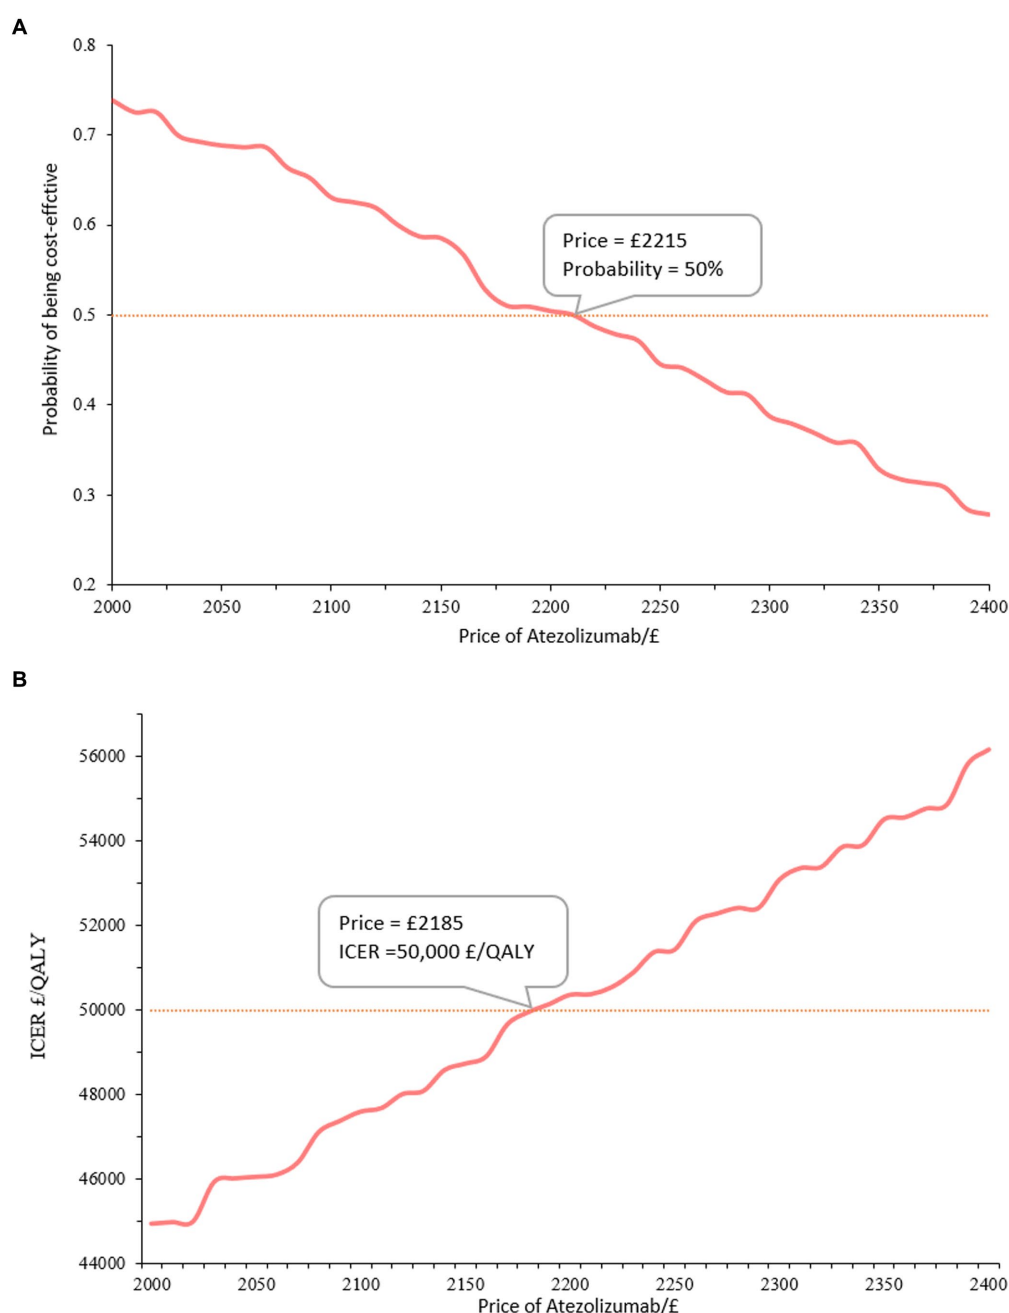 A
0.8
0.7
0.6
0.5
0.4
0.3
0.2
Probability of being cost-effctive
Price = £2215
Probability = 50%
2000 2050 2100 2150 2200 2250 2300 2350 2400
Price of Atezolizumab/£
B
56000
54000
52000
50000
48000
46000
44000
ICER £/QALY
Price = £2185
ICER =50,000 £/QALY
2000 2050 2100 2150 2200 2250 2300 2350 2400
Price of Atezolizumab/£